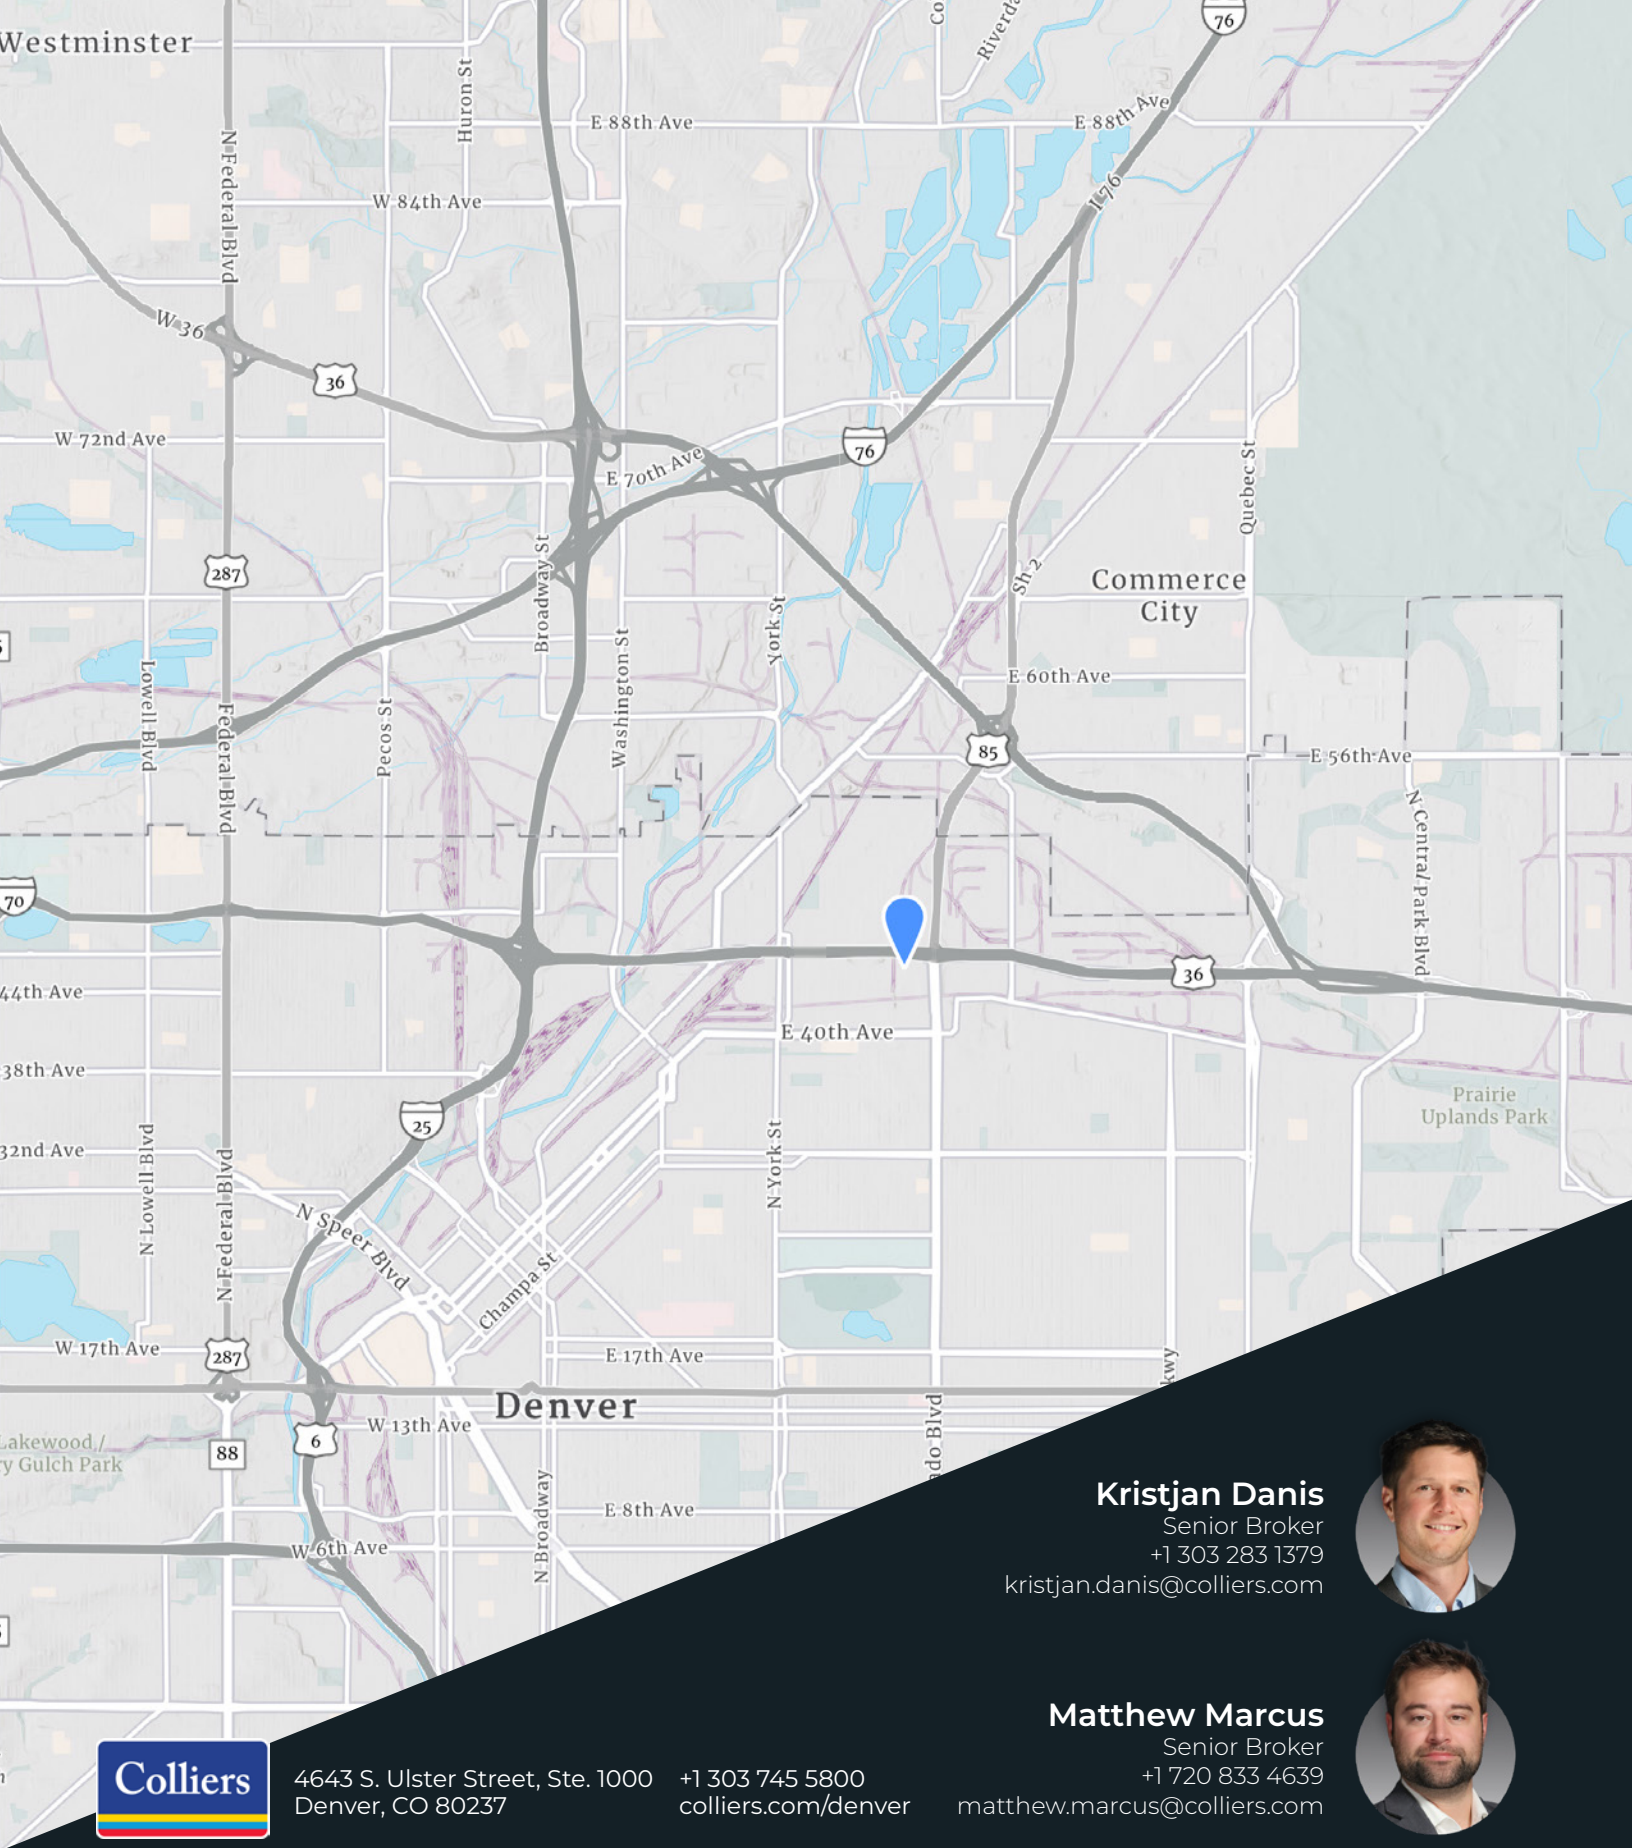 76
Westminster
Huron St
E 88th Ave
E 88th Ave
N Federal Blvd
W 84th Ave
I 76
W 36
36
W 72nd Ave
76
E 70th Ave
Quebec St
287
Broadway St
Sh 2
Commerce
City
York St
Washington St
Lowell Blvd
E 60th Ave
Federal Blvd
Pecos St
85
E 56th Ave
N Central Park Blvd
70
36
44th Ave
E 40th Ave
38th Ave
25
Prairie
Uplands Park
32nd Ave
N Lowell Blvd
N Federal Blvd
N York St
N Speer Blvd
Champa St
W 17th Ave
287
E 17th Ave
Denver
W 13th Ave
6
88
Lakewood /
Gulch Park
E 8th Ave
N Broadway
W 6th Ave
Kristjan Danis
Senior Broker
+1 303 283 1379
kristjan.danis@colliers.com
Matthew Marcus
Senior Broker
+1 720 833 4639
matthew.marcus@colliers.com
Colliers
4643 S. Ulster Street, Ste. 1000
Denver, CO 80237
+1 303 745 5800
colliers.com/denver